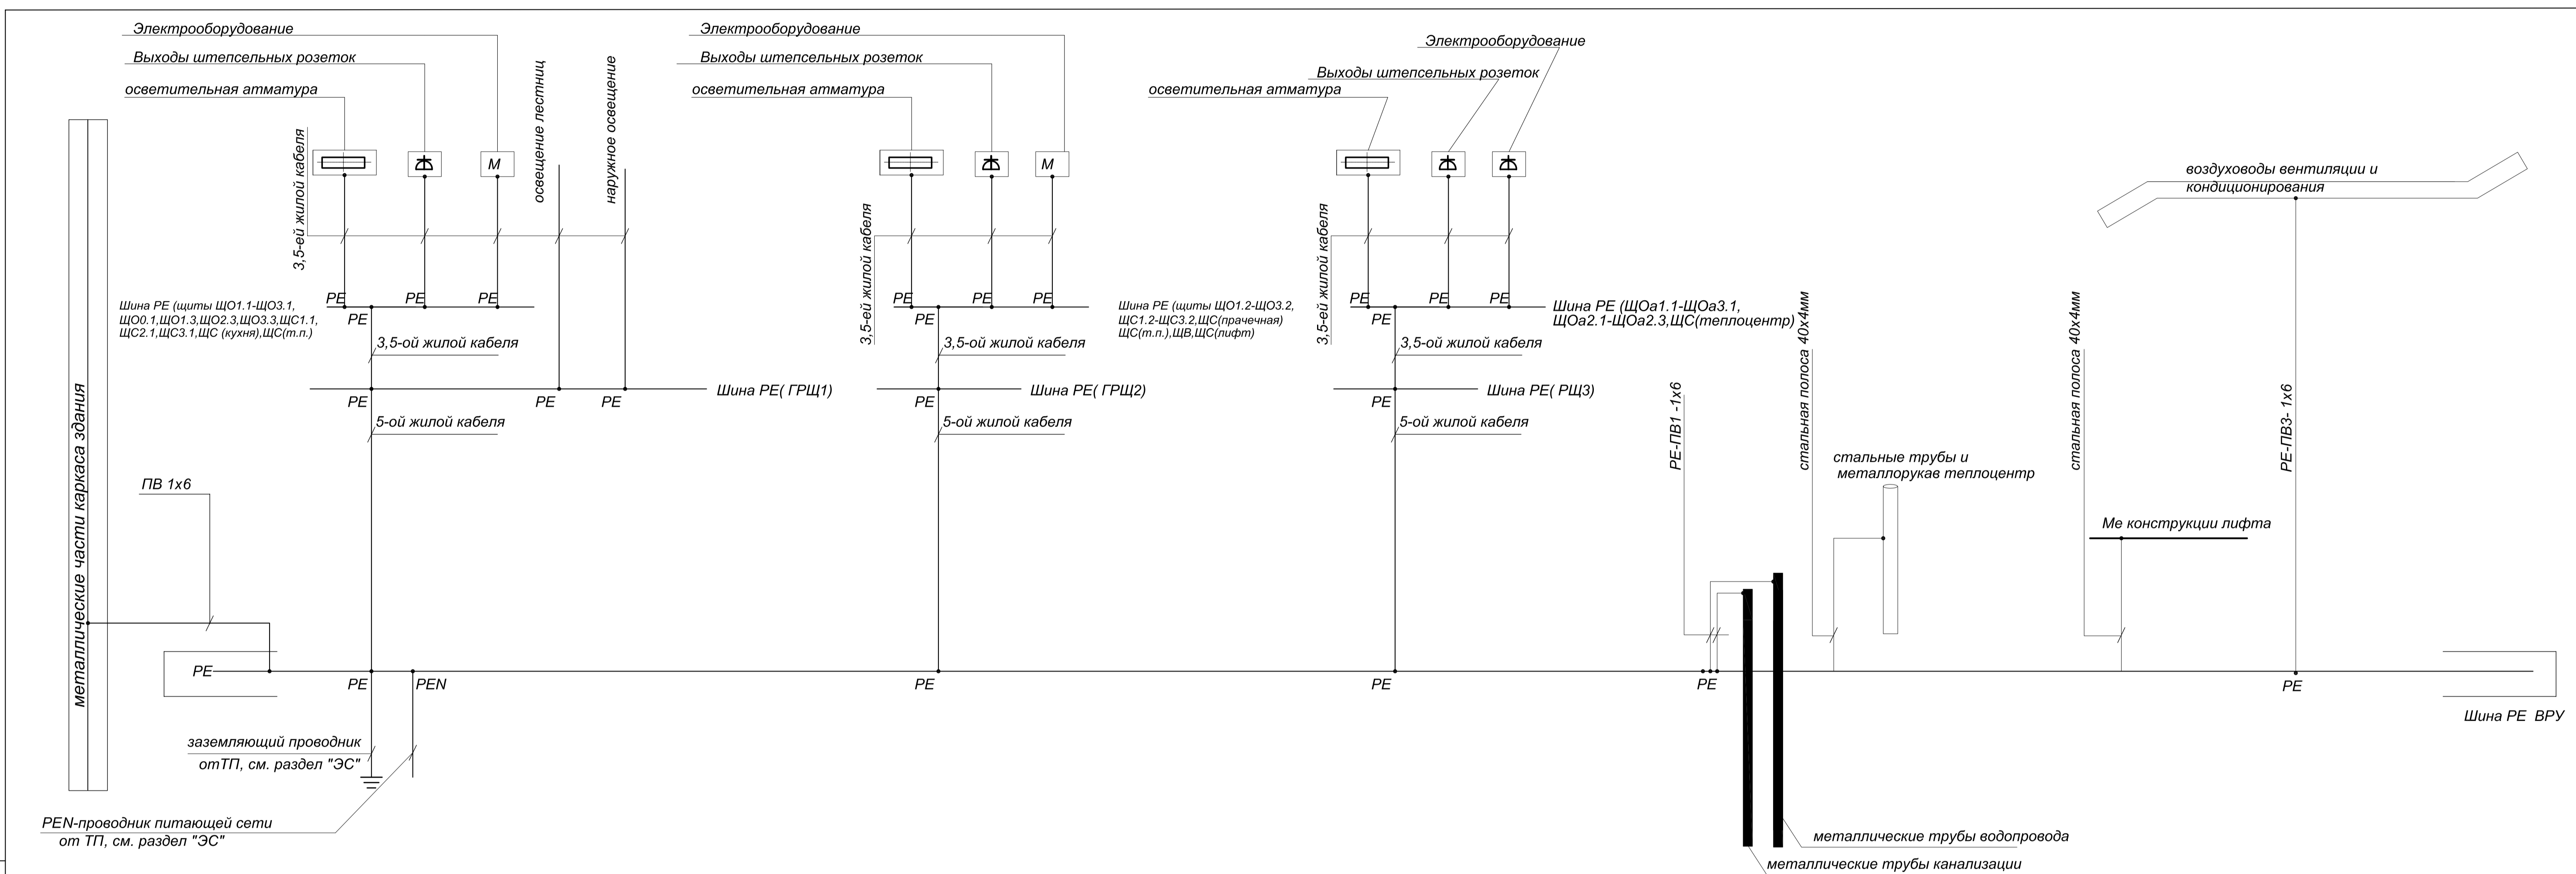 Электрооборудование
Выходы штепсельных розеток
осветительная атматура
3,5-ей жилой кабеля
освещение лестниц
наружное освещение
M
PE
PE
PE
Шина PE (щиты ЩО1.1-ЩО3.1,
ЩО0.1,ЩО1.3,ЩО2.3,ЩО3.3,ЩС1.1,
ЩС2.1,ЩС3.1,ЩС (кухня),ЩС(т.п.)
PE
3,5-ой жилой кабеля
Шина PE( ГРЩ1)
PE
PE
PE
5-ой жилой кабеля
Электрооборудование
Выходы штепсельных розеток
осветительная атматура
M
3,5-ей жилой кабеля
PE
PE
PE
Шина PE (щиты ЩО1.2-ЩО3.2,
ЩС1.2-ЩС3.2,ЩС(прачечная)
ЩС(т.п.),ЩВ,ЩС(лифт)
PE
3,5-ой жилой кабеля
Шина PE( ГРЩ2)
PE
5-ой жилой кабеля
Электрооборудование
Выходы штепсельных розеток
осветительная атматура
3,5-ей жилой кабеля
PE
PE
PE
Шина PE (ЩОа1.1-ЩОа3.1,
ЩОа2.1-ЩОа2.3,ЩС(теплоцентр)
PE
3,5-ой жилой кабеля
Шина PE( РЩ3)
PE
5-ой жилой кабеля
воздуховоды вентиляции и
кондиционирования
PE-ПВ1 -1х6
стальная полоса 40х4мм
стальные трубы и
металлорукав теплоцентр
стальная полоса 40х4мм
Ме конструкции лифта
PE-ПВ3- 1х6
металлические части каркаса здания
ПВ 1х6
PE
PE
PEN
PE
PE
PE
PE
Шина PE ВРУ
заземляющий проводник
отТП, см. раздел "ЭС"
PEN-проводник питающей сети
от ТП, см. раздел "ЭС"
металлические трубы водопровода
металлические трубы канализации